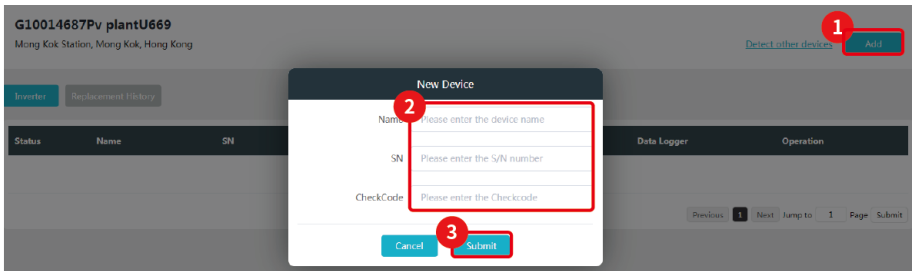 G10014687Pv plantU669
Mong Kok Station, Mong Kok, Hong Kong
1
Detect other devices
Add
Inverter
Replacement History
New Device
2
Name
Please enter the device name
SN
Please enter the S/N number
CheckCode
Please enter the Checkcode
3
Cancel
Submit
Status
Name
SN
Data Logger
Operation
Previous 1 Next Jump to 1 Page Submit